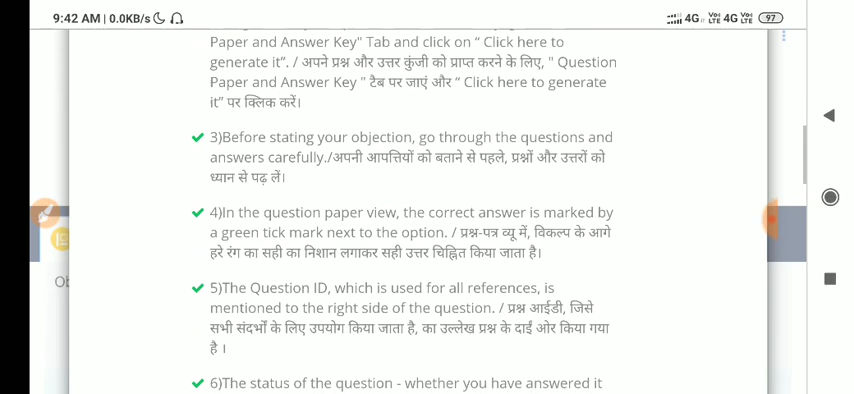 9:42 AM | 0.0KB/s
4G VoLTE 4G VoLTE 97
Paper and Answer Key" Tab and click on “ Click here to
generate it”. / अपने प्रश्न और उत्तर कुंजी को प्राप्त करने के लिए, " Question
Paper and Answer Key " टैब पर जाएं और “ Click here to generate
it” पर क्लिक करें।
3)Before stating your objection, go through the questions and
answers carefully./अपनी आपत्तियों को बताने से पहले, प्रश्नों और उत्तरों को
ध्यान से पढ़ लें।
4)In the question paper view, the correct answer is marked by
a green tick mark next to the option. / प्रश्न-पत्र व्यू में, विकल्प के आगे
हरे रंग का सही का निशान लगाकर सही उत्तर चिह्नित किया जाता है।
Ob
5)The Question ID, which is used for all references, is
mentioned to the right side of the question. / प्रश्न आईडी, जिसे
सभी संदर्भों के लिए उपयोग किया जाता है, का उल्लेख प्रश्न के दाईं ओर किया गया
है ।
6)The status of the question - whether you have answered it